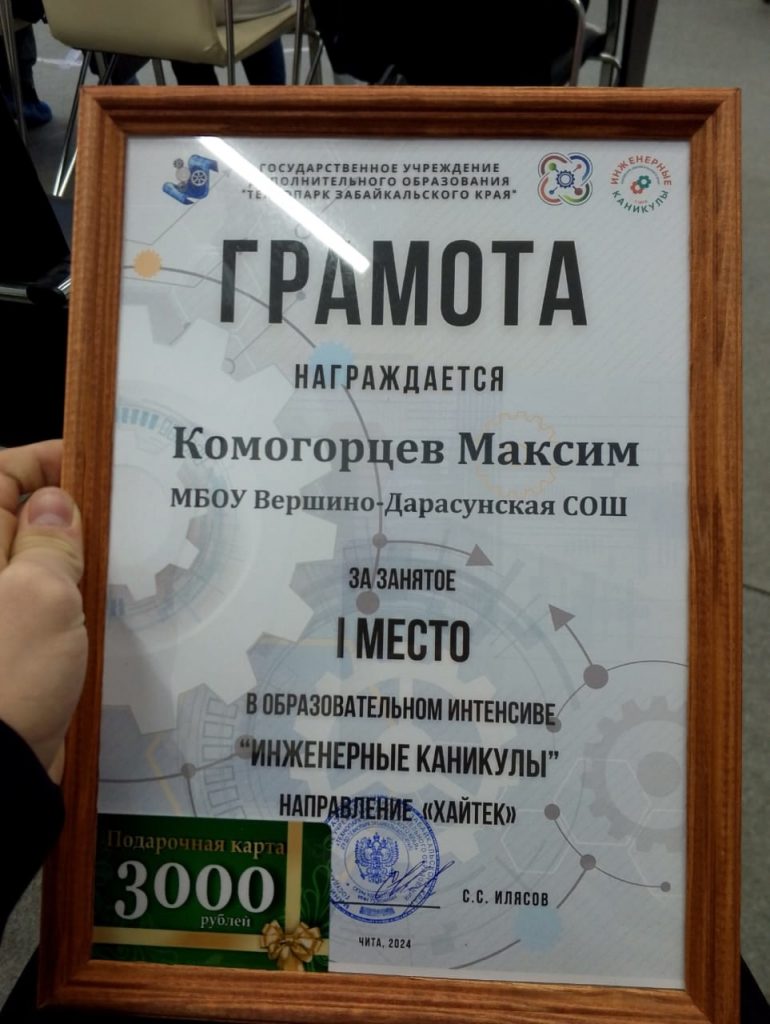 ГОСУДАРСТВЕННОЕ УЧРЕЖДЕНИЕ
ДОПОЛНИТЕЛЬНОГО ОБРАЗОВАНИЯ
"ТЕХНОПАРК ЗАБАЙКАЛЬСКОГО КРАЯ"
ИНЖЕНЕРНЫЕ
КАНИКУЛЫ
ГРАМОТА
НАГРАЖДАЕТСЯ
Комогорцев Максим
МБОУ Вершино-Дарасунская СОШ
ЗА ЗАНЯТОЕ
I МЕСТО
В ОБРАЗОВАТЕЛЬНОМ ИНТЕНСИВЕ
“ИНЖЕНЕРНЫЕ КАНИКУЛЫ”
НАПРАВЛЕНИЕ «ХАЙТЕК»
Подарочная карта
3000
рублей
С.С. ИЛЯСОВ
ЧИТА, 2024